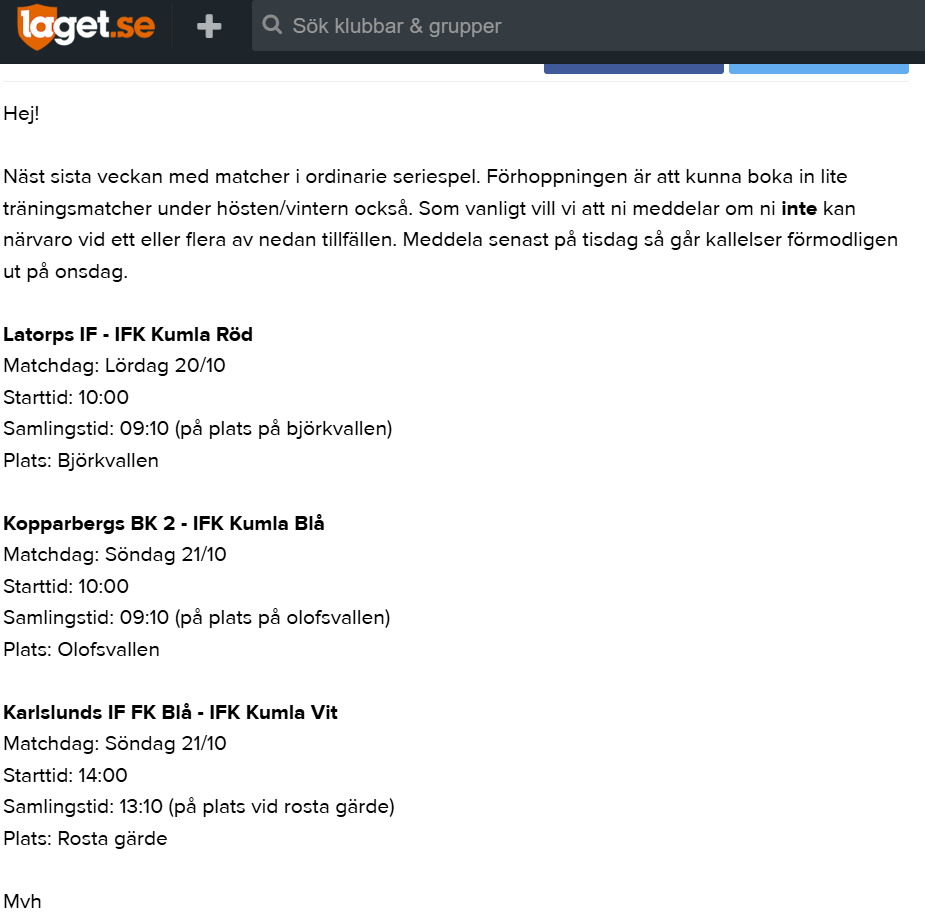 laget.se
Sök klubbar & grupper
Hej!
Näst sista veckan med matcher i ordinarie seriespel. Förhoppningen är att kunna boka in lite
träningsmatcher under hösten/vintern också. Som vanligt vill vi att ni meddelar om ni inte kan
närvaro vid ett eller flera av nedan tillfällen. Meddela senast på tisdag så går kallelser förmodligen
ut på onsdag.
Latorps IF - IFK Kumla Röd
Matchdag: Lördag 20/10
Starttid: 10:00
Samlingstid: 09:10 (på plats på björkvallen)
Plats: Björkvallen
Kopparbergs BK 2 - IFK Kumla Blå
Matchdag: Söndag 21/10
Starttid: 10:00
Samlingstid: 09:10 (på plats på olofsvallen)
Plats: Olofsvallen
Karlslunds IF FK Blå - IFK Kumla Vit
Matchdag: Söndag 21/10
Starttid: 14:00
Samlingstid: 13:10 (på plats vid rosta gärde)
Plats: Rosta gärde
Mvh